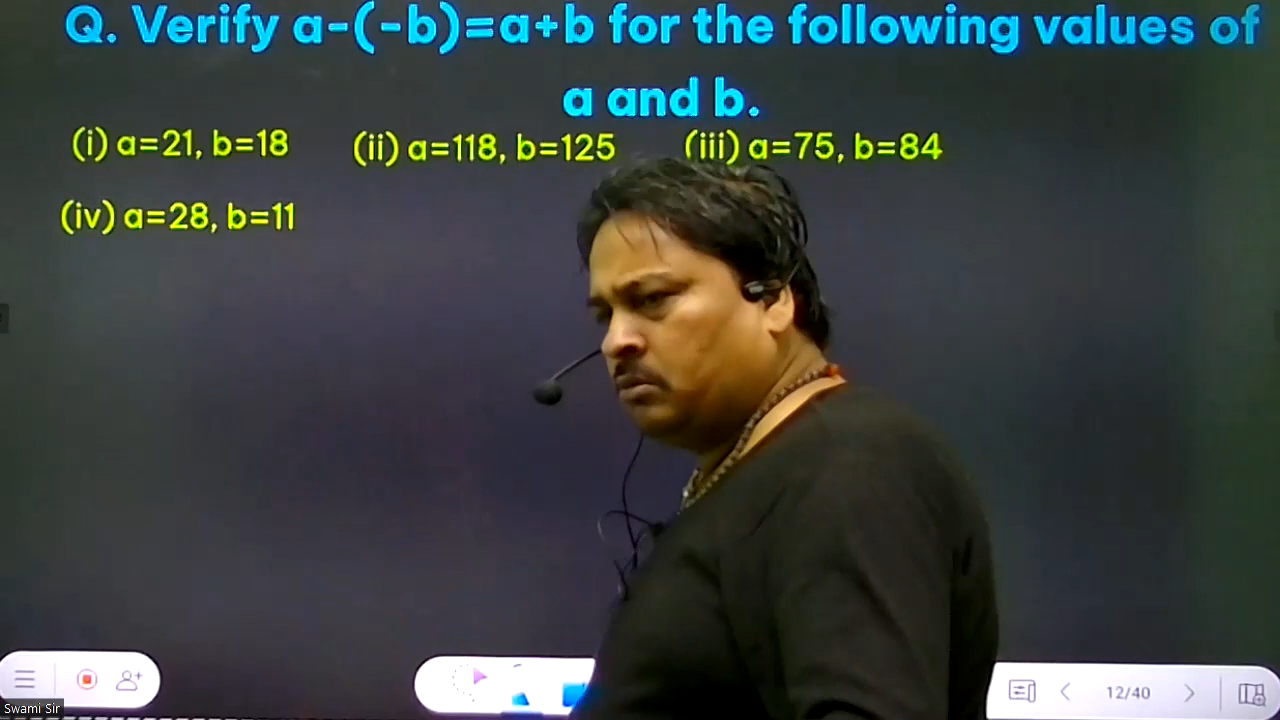 Q. Verify a-(-b)=a+b for the following values of
a and b.
(i) a=21, b=18 (ii) a=118, b=125 (iii) a=75, b=84
(iv) a=28, b=11
12/40
Swami Sir